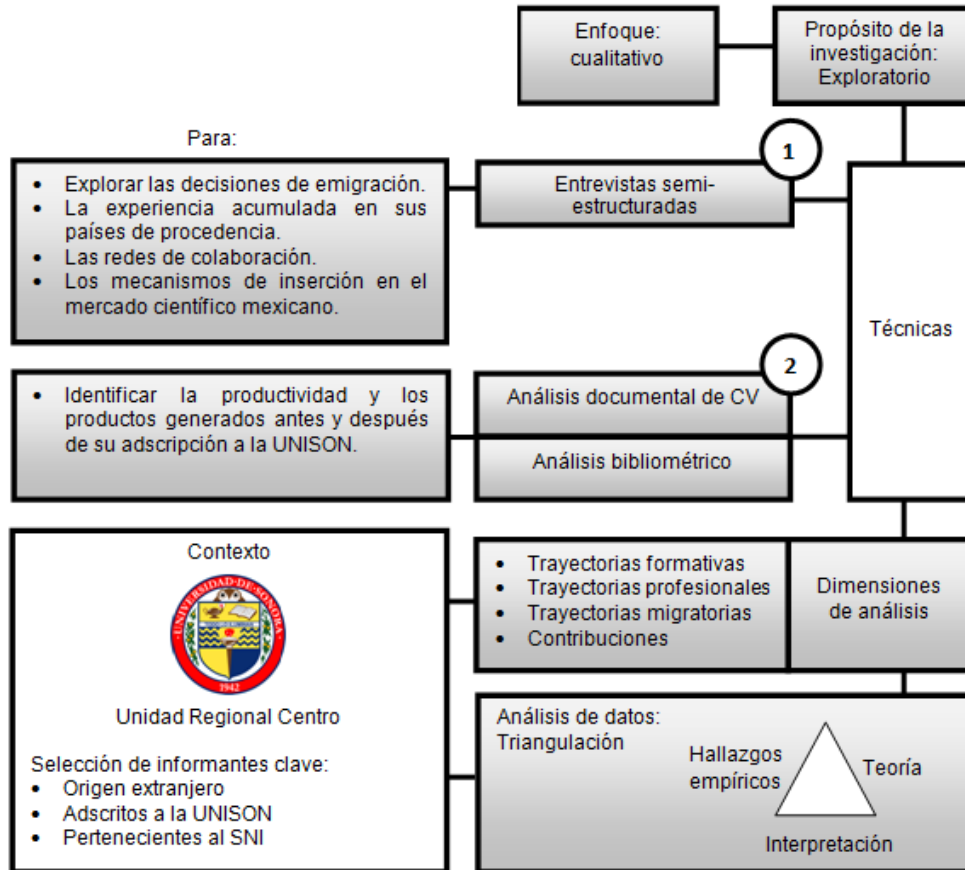 Enfoque:
cualitativo
Propósito de la
investigación:
Exploratorio
Para:
• Explorar las decisiones de emigración.
• La experiencia acumulada en sus
países de procedencia.
• Las redes de colaboración.
• Los mecanismos de inserción en el
mercado científico mexicano.
1
Entrevistas semi-
estructuradas
Técnicas
• Identificar la productividad y los
productos generados antes y después
de su adscripción a la UNISON.
2
Análisis documental de CV
Análisis bibliométrico
Contexto
UNIVERSIDAD·DE·SONORA
1942
Unidad Regional Centro
Selección de informantes clave:
• Origen extranjero
• Adscritos a la UNISON
• Pertenecientes al SNI
• Trayectorias formativas
• Trayectorias profesionales
• Trayectorias migratorias
• Contribuciones
Dimensiones
de análisis
Análisis de datos:
Triangulación
Hallazgos
empíricos
Teoría
Interpretación